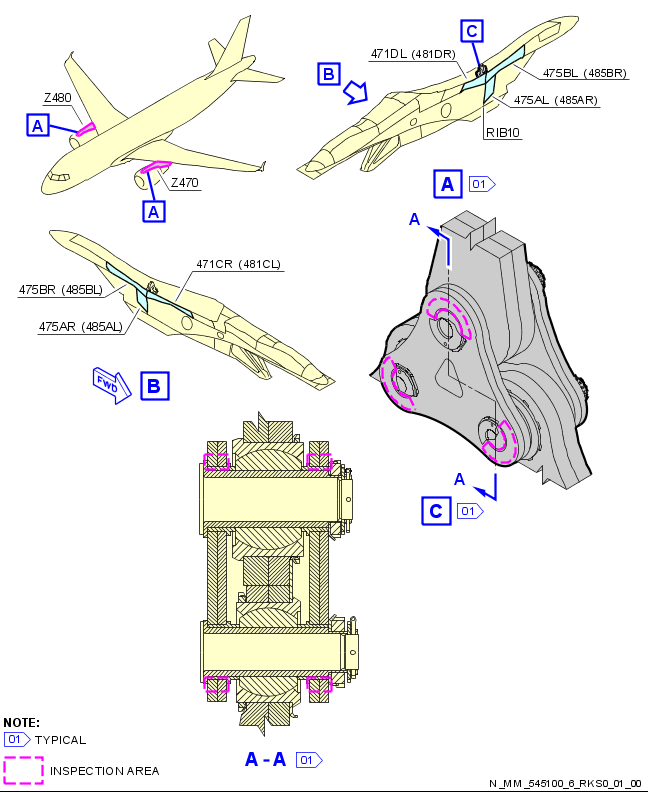 C
471DL (481DR)
B
475BL (485BR)
Z480
475AL (485AR)
A
RIB10
Z470
A
A 01
A
471CR (481CL)
475BR (485BL)
475AR (485AL)
FWD
B
A
C 01
NOTE:
01 TYPICAL
A - A 01
INSPECTION AREA
N_MM_545100_6_RKS0_01_00